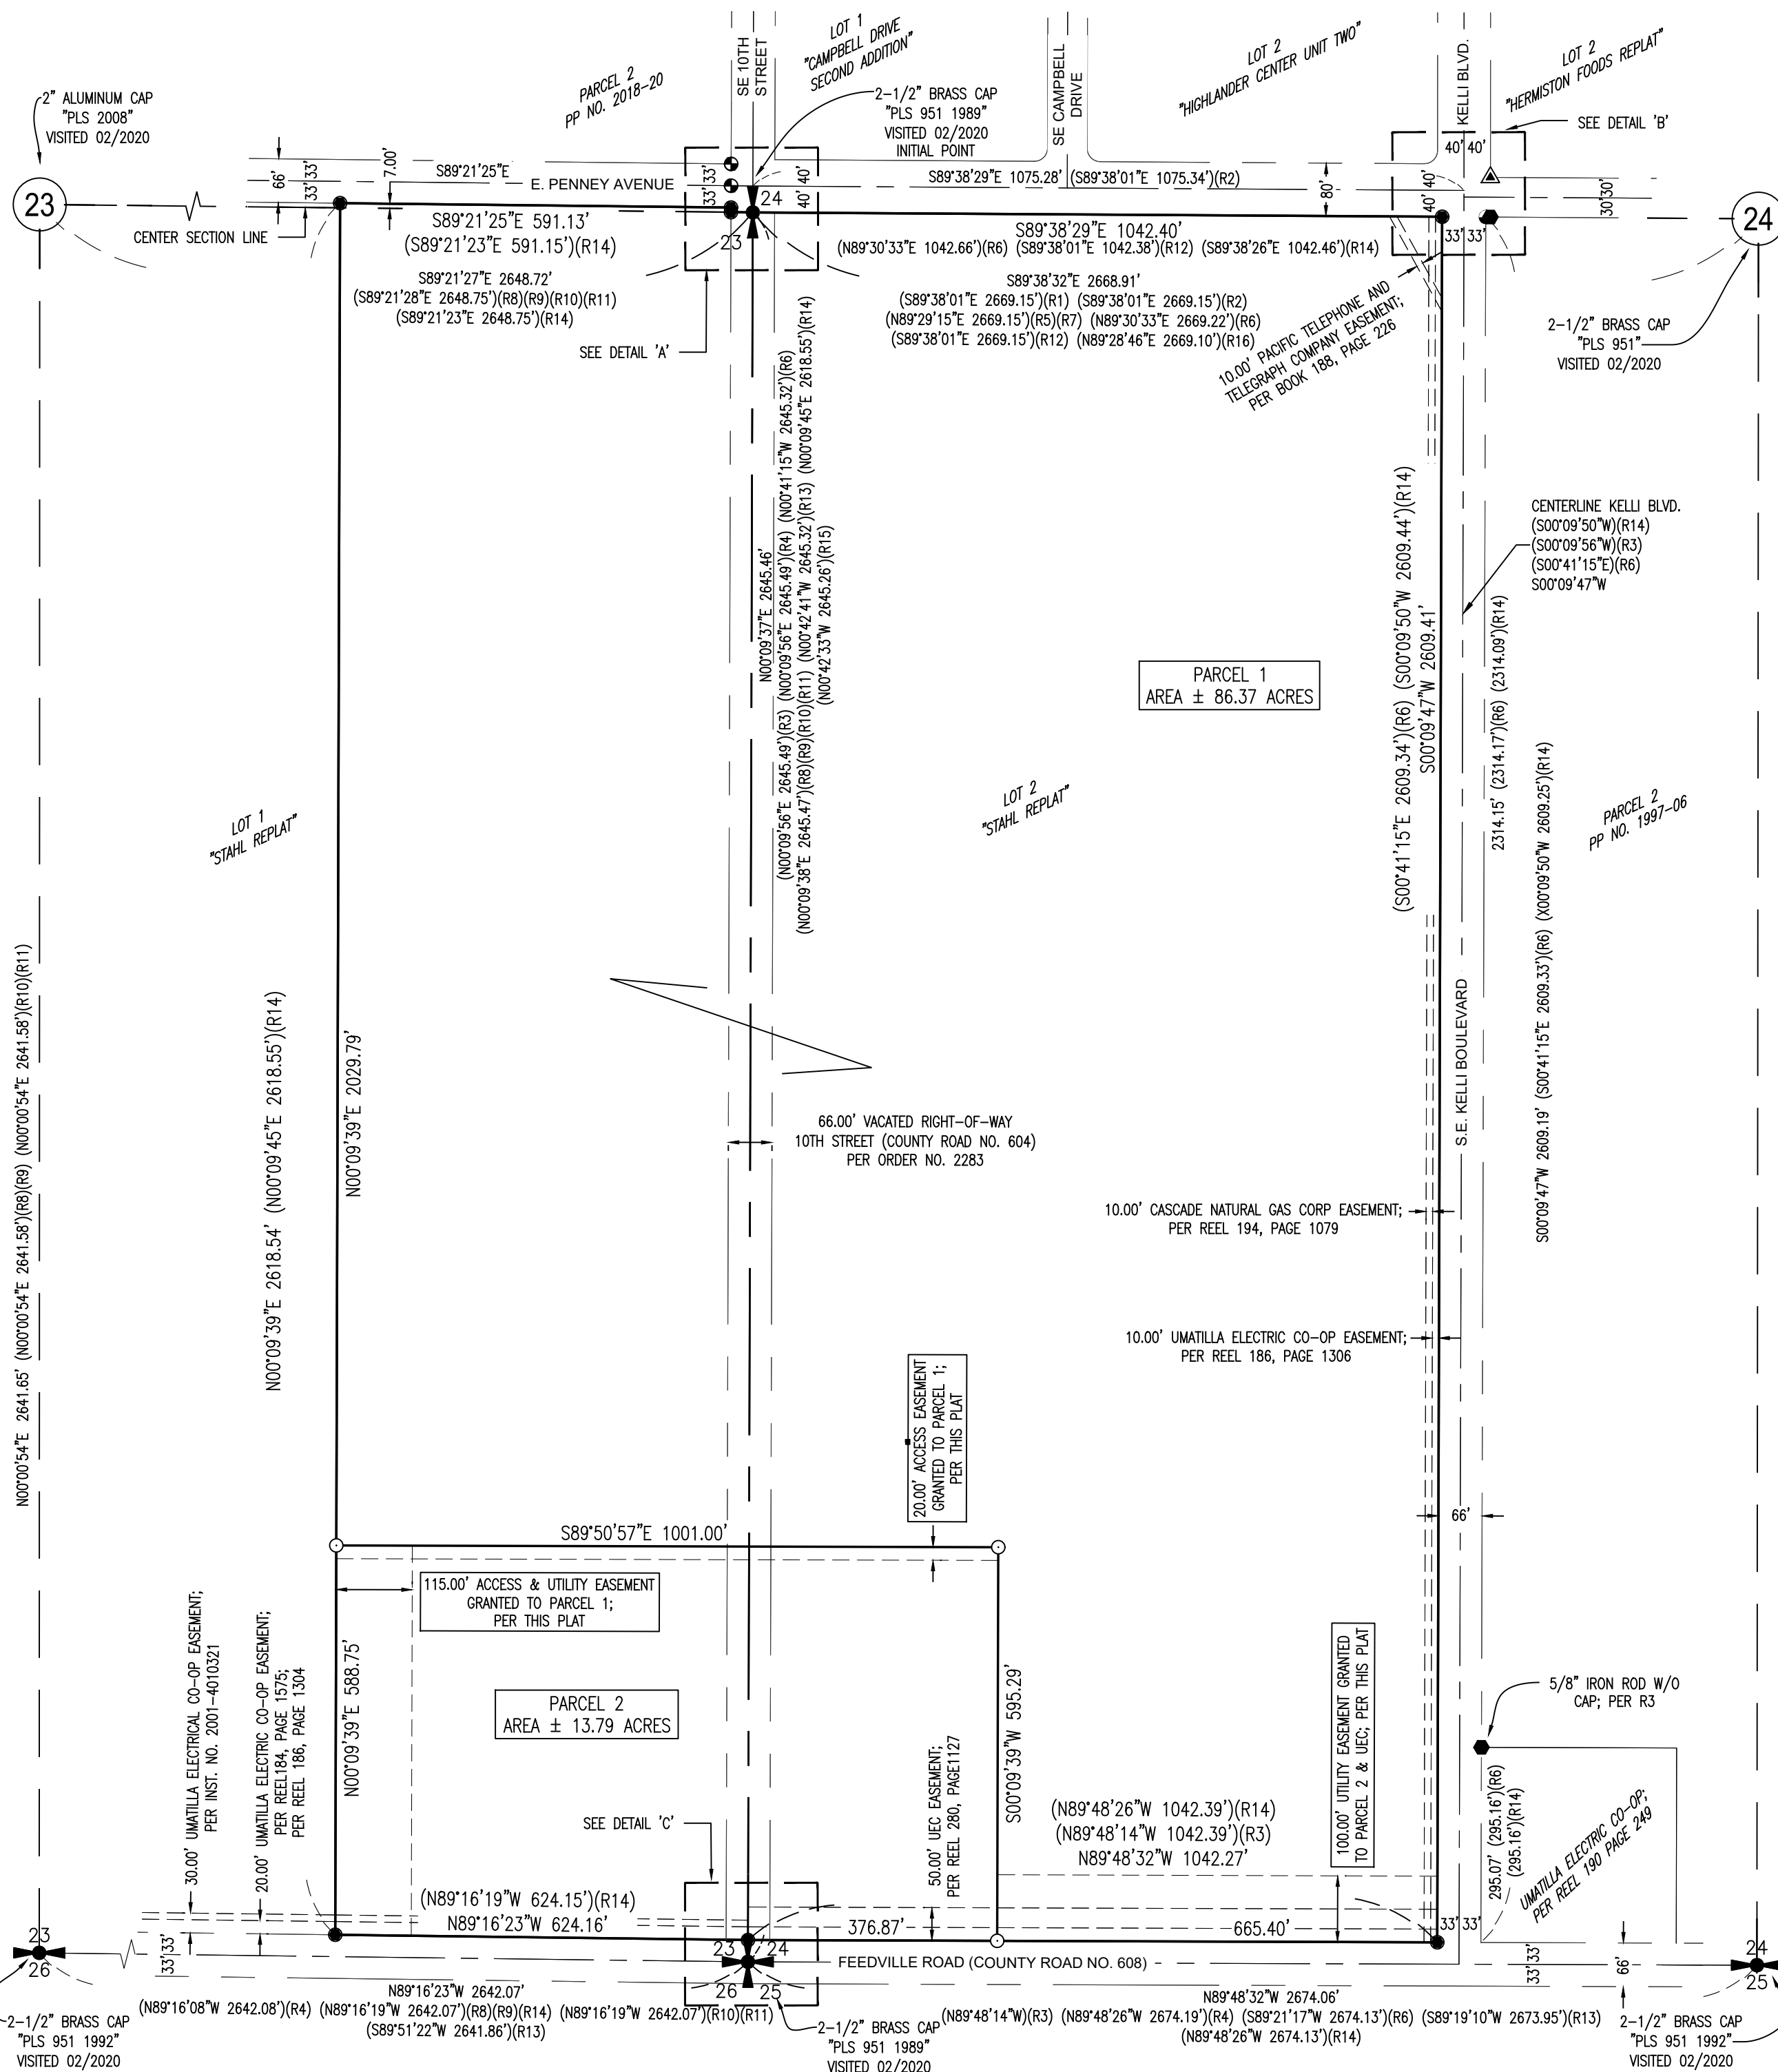 LOT 1
"CAMPBELL DRIVE
SECOND ADDITION"
SE 10TH
STREET
PARCEL 2
PP NO. 2018-20
SE CAMPBELL
DRIVE
LOT 2
"HIGHLANDER CENTER UNIT TWO"
KELLI BLVD.
LOT 2
"HERMISTON FOODS REPLAT"
2" ALUMINUM CAP
"PLS 2008"
VISITED 02/2020
2-1/2" BRASS CAP
"PLS 951 1989"
VISITED 02/2020
INITIAL POINT
SEE DETAIL 'B'
23
66'
33' 33'
7.00'
S89°21'25"E
E. PENNEY AVENUE
33' 33'
40' 40'
S89°38'29"E 1075.28' (S89°38'01"E 1075.34')(R2)
80'
40' 40'
40' 40'
30'30'
24
CENTER SECTION LINE
24
23
S89°21'25"E 591.13'
(S89°21'23"E 591.15')(R14)
S89°38'29"E 1042.40'
(N89°30'33"E 1042.66')(R6) (S89°38'01"E 1042.38')(R12) (S89°38'26"E 1042.46')(R14)
33' 33'
S89°21'27"E 2648.72'
(S89°21'28"E 2648.75')(R8)(R9)(R10)(R11)
(S89°21'23"E 2648.75')(R14)
S89°38'32"E 2668.91'
(S89°38'01"E 2669.15')(R1) (S89°38'01"E 2669.15')(R2)
(N89°29'15"E 2669.15')(R5)(R7) (N89°30'33"E 2669.22')(R6)
(S89°38'01"E 2669.15')(R12) (N89°28'46"E 2669.10')(R16)
SEE DETAIL 'A'
10.00' PACIFIC TELEPHONE AND
TELEGRAPH COMPANY EASEMENT;
PER BOOK 188, PAGE 226
2-1/2" BRASS CAP
"PLS 951"
VISITED 02/2020
N00°09'37"E 2645.46'
(N00°09'56"E 2645.49')(R3) (N00°09'56"E 2645.49')(R4) (N00°41'15"W 2645.32')(R6)
(N00°09'38"E 2645.47')(R8)(R9)(R10)(R11) (N00°42'41"W 2645.32')(R13) (N00°09'45"E 2618.55')(R14)
(N00°42'33"W 2645.26')(R15)
CENTERLINE KELLI BLVD.
(S00°09'50"W)(R14)
(S00°09'56"W)(R3)
(S00°41'15"E)(R6)
S00°09'47"W
(S00°41'15"E 2609.34')(R6) (S00°09'50"W 2609.44')(R14)
S00°09'47"W 2609.41'
PARCEL 1
AREA ± 86.37 ACRES
2314.15' (2314.17')(R6) (2314.09')(R14)
S00°09'47"W 2609.19' (S00°41'15"E 2609.33')(R6) (X00°09'50"W 2609.25')(R14)
LOT 1
"STAHL REPLAT"
LOT 2
"STAHL REPLAT"
PARCEL 2
PP NO. 1997-06
N00°00'54"E 2641.65' (N00°00'54"E 2641.58')(R8)(R9) (N00°00'54"E 2641.58')(R10)(R11)
N00°09'39"E 2618.54' (N00°09'45"E 2618.55')(R14)
N00°09'39"E 2029.79'
S.E. KELLI BOULEVARD
66.00' VACATED RIGHT-OF-WAY
10TH STREET (COUNTY ROAD NO. 604)
PER ORDER NO. 2283
10.00' CASCADE NATURAL GAS CORP EASEMENT;
PER REEL 194, PAGE 1079
10.00' UMATILLA ELECTRIC CO-OP EASEMENT;
PER REEL 186, PAGE 1306
20.00' ACCESS EASEMENT
GRANTED TO PARCEL 1;
PER THIS PLAT
66'
S89°50'57"E 1001.00'
115.00' ACCESS & UTILITY EASEMENT
GRANTED TO PARCEL 1;
PER THIS PLAT
30.00' UMATILLA ELECTRICAL CO-OP EASEMENT;
PER INST. NO. 2001-4010321
20.00' UMATILLA ELECTRIC CO-OP EASEMENT;
PER REEL184, PAGE 1575;
PER REEL 186, PAGE 1304
N00°09'39"E 588.75'
PARCEL 2
AREA ± 13.79 ACRES
S00°09'39"W 595.29'
50.00' UEC EASEMENT;
PER REEL 280, PAGE1127
100.00' UTILITY EASEMENT GRANTED
TO PARCEL 2 & UEC; PER THIS PLAT
5/8" IRON ROD W/O
CAP; PER R3
295.07' (295.16')(R6)
(295.16')(R14)
UMATILLA ELECTRIC CO-OP;
PER REEL 190 PAGE 249
SEE DETAIL 'C'
(N89°48'26"W 1042.39')(R14)
(N89°48'14"W 1042.39')(R3)
N89°48'32"W 1042.27'
(N89°16'19"W 624.15')(R14)
N89°16'23"W 624.16'
376.87'
665.40'
33' 33'
23
26
33'33'
23 24
26 25
FEEDVILLE ROAD (COUNTY ROAD NO. 608)
33'33'
66'
24
25
N89°16'23"W 2642.07'
(N89°16'08"W 2642.08')(R4) (N89°16'19"W 2642.07')(R8)(R9)(R14) (N89°16'19"W 2642.07')(R10)(R11)
(S89°51'22"W 2641.86')(R13)
N89°48'32"W 2674.06'
(N89°48'14"W)(R3) (N89°48'26"W 2674.19')(R4) (S89°21'17"W 2674.13')(R6) (S89°19'10"W 2673.95')(R13)
(N89°48'26"W 2674.13')(R14)
2-1/2" BRASS CAP
"PLS 951 1992"
VISITED 02/2020
2-1/2" BRASS CAP
"PLS 951 1989"
VISITED 02/2020
2-1/2" BRASS CAP
"PLS 951 1992"
VISITED 02/2020